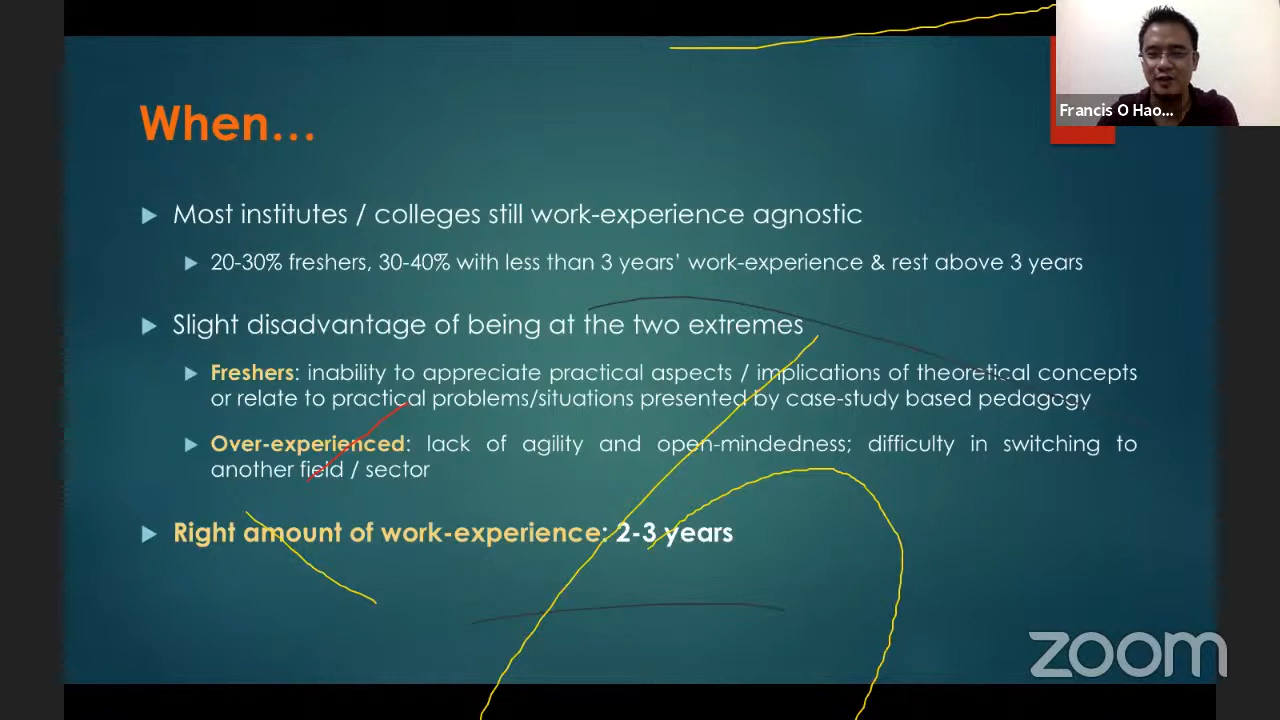 Francis O Hao...
When...
Most institutes / colleges still work-experience agnostic
20-30% freshers, 30-40% with less than 3 years’ work-experience & rest above 3 years
Slight disadvantage of being at the two extremes
Freshers: inability to appreciate practical aspects / implications of theoretical concepts
or relate to practical problems/situations presented by case-study based pedagogy
Over-experienced: lack of agility and open-mindedness; difficulty in switching to
another field / sector
Right amount of work-experience: 2-3 years
zoom